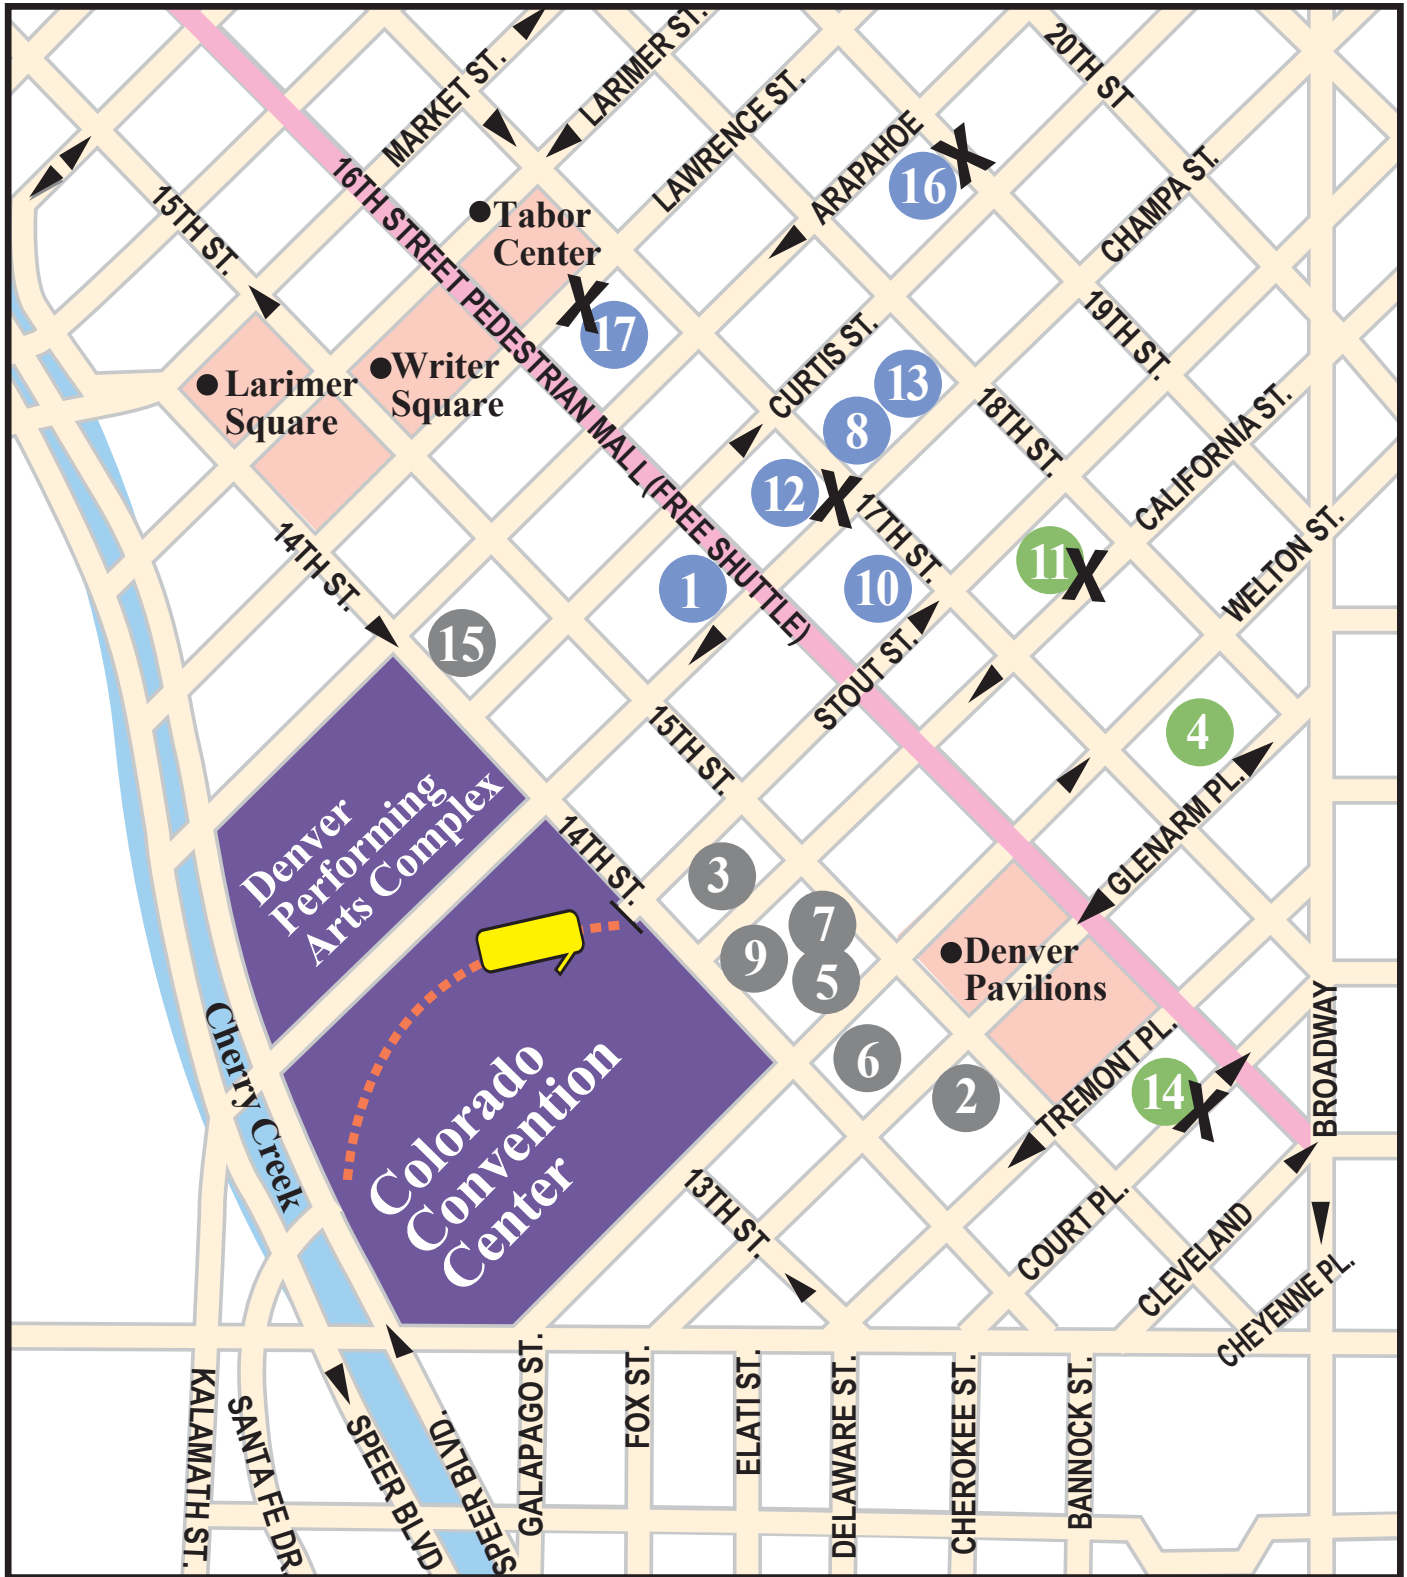 MARKET ST.
LARIMER ST.
20TH ST
LAWRENCE ST.
ARAPAHOE
16
X
CHAMPA ST.
15TH ST.
16TH STREET PEDESTRIAN MALL (FREE SHUTTLE)
Tabor
Center
X
17
19TH ST.
CURTIS ST.
Larimer
Square
Writer
Square
13
8
18TH ST.
CALIFORNIA ST.
12
X
17TH ST.
WELTON ST.
14TH ST.
1
10
11
X
15
STOUT ST.
15TH ST.
4
GLENARM PL.
Denver
Performing
Arts Complex
14TH ST.
3
7
9
5
Denver
Pavilions
6
2
TREMONT PL.
14
X
BROADWAY
Cherry Creek
Colorado
Convention
Center
13TH ST.
COURT PL.
CLEVELAND
CHEYENNE PL.
KALAMATH ST.
SANTA FE DR.
SPEER BLVD
SPEER BLVD.
GALAPAGO ST.
FOX ST.
ELATI ST.
DELAWARE ST.
CHEROKEE ST.
BANNOCK ST.